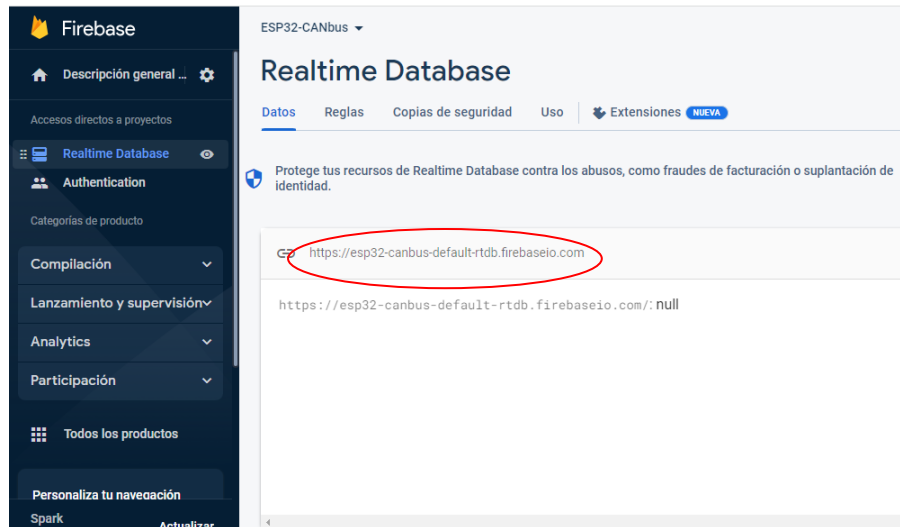 Firebase
Descripción general ...
Accesos directos a proyectos
Realtime Database
Authentication
Categorías de producto
Compilación
Lanzamiento y supervisión
Analytics
Participación
Todos los productos
Personaliza tu navegación
Spark
Actualizar
ESP32-CANbus
Realtime Database
Datos Reglas Copias de seguridad Uso Extensiones NUEVA
Protege tus recursos de Realtime Database contra los abusos, como fraudes de facturación o suplantación de
identidad.
https://esp32-canbus-default-rtdb.firebaseio.com
https://esp32-canbus-default-rtdb.firebaseio.com/: null